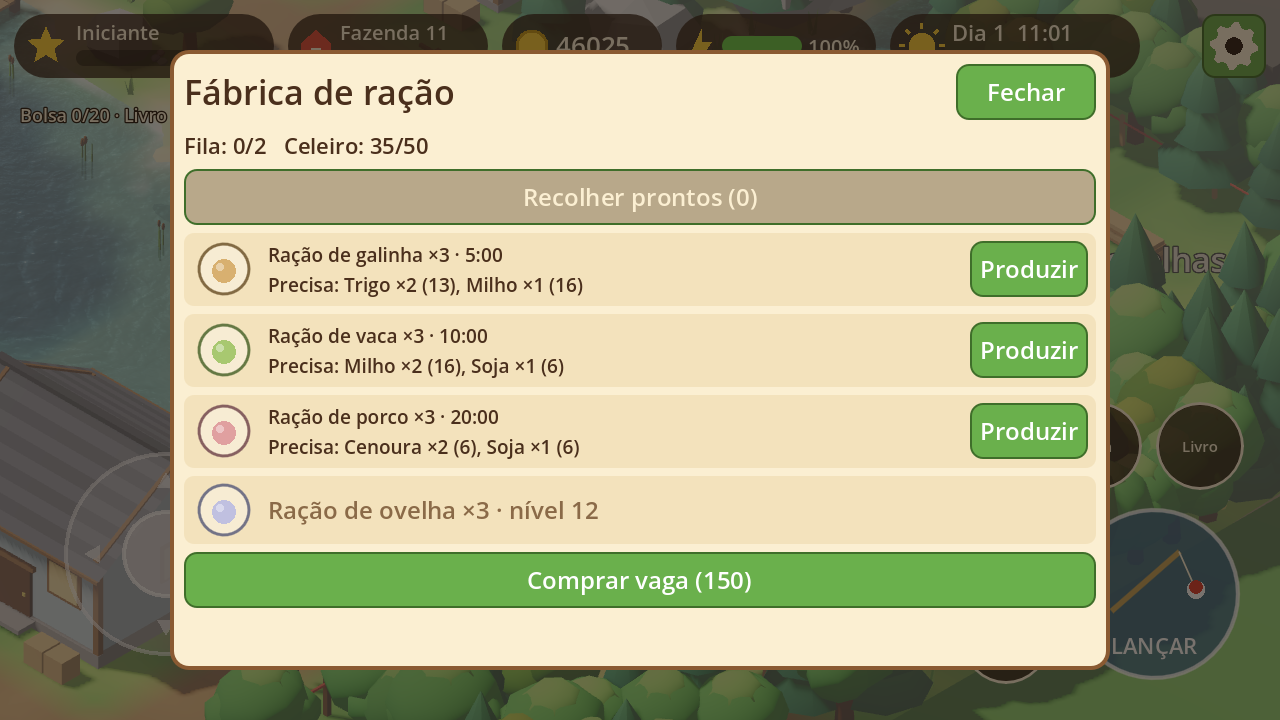 Iniciante
Fazenda 11
46025
100%
Dia 1 11:01
Bolsa 0/20 · Livro
Fábrica de ração
Fechar
Fila: 0/2 Celeiro: 35/50
Recolher prontos (0)
Ração de galinha ×3 · 5:00
Precisa: Trigo ×2 (13), Milho ×1 (16)
Produzir
Ração de vaca ×3 · 10:00
Precisa: Milho ×2 (16), Soja ×1 (6)
Produzir
Ração de porco ×3 · 20:00
Precisa: Cenoura ×2 (6), Soja ×1 (6)
Produzir
Ração de ovelha ×3 · nível 12
Comprar vaga (150)
Livro
LANÇAR